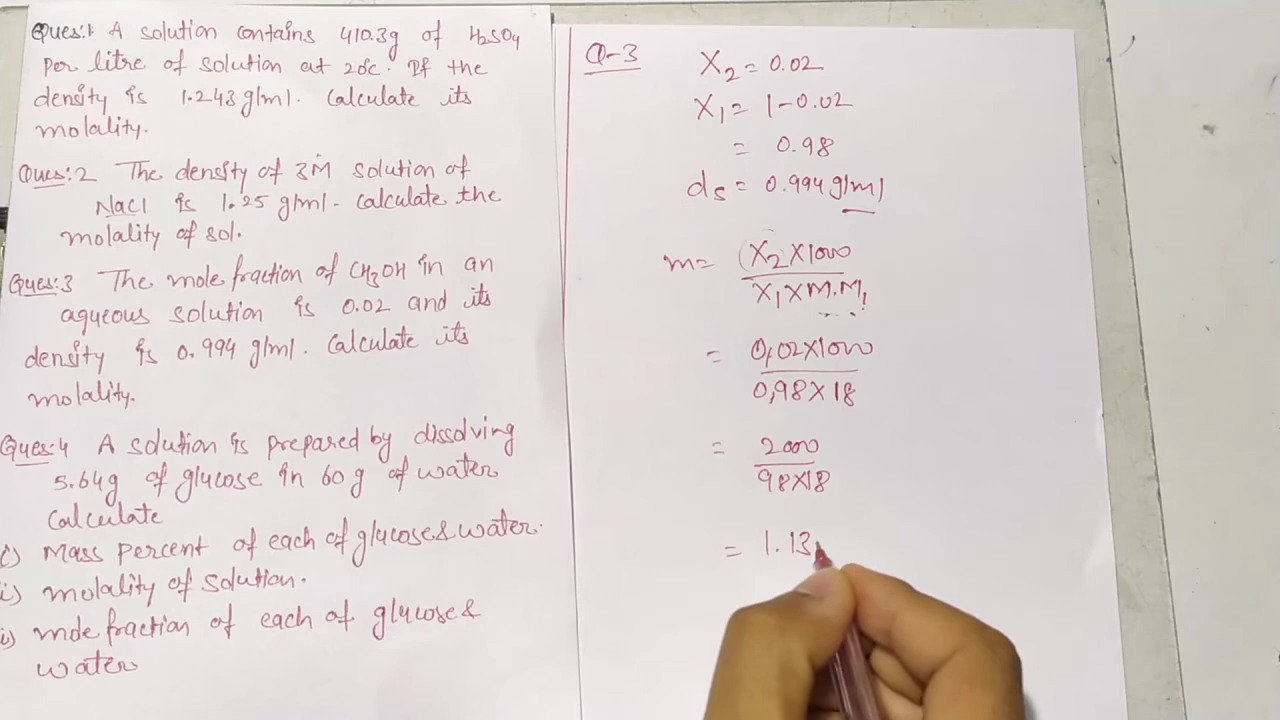 Ques:1 A solution contains 410.3g of H2SO4
per litre of solution at 20°C. If the
density is 1.243 g/ml. Calculate its
molality.
Ques:2 The density of 3M solution of
NaCl is 1.25 g/ml. Calculate the
molality of sol.
Ques:3 The mole fraction of CH3OH in an
aqueous solution is 0.02 and its
density is 0.994 g/ml. Calculate its
molality.
Ques:4 A solution is prepared by dissolving
5.64g of glucose in 60g of water
Calculate
i) Mass percent of each of glucose & water.
i) molality of solution.
i) mole fraction of each of glucose &
water
Q-3
X2 = 0.02
X1 = 1-0.02
= 0.98
ds = 0.994 g/ml
m = X2 X 1000
X1 X M.M1
= 0.02 X 1000
0.98 X 18
= 2000
98 X 18
= 1.13